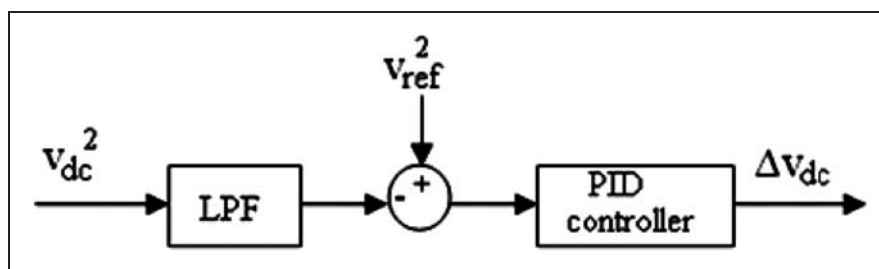 v_ref^2
v_dc^2
LPF
- +
PID
controller
Δv_dc